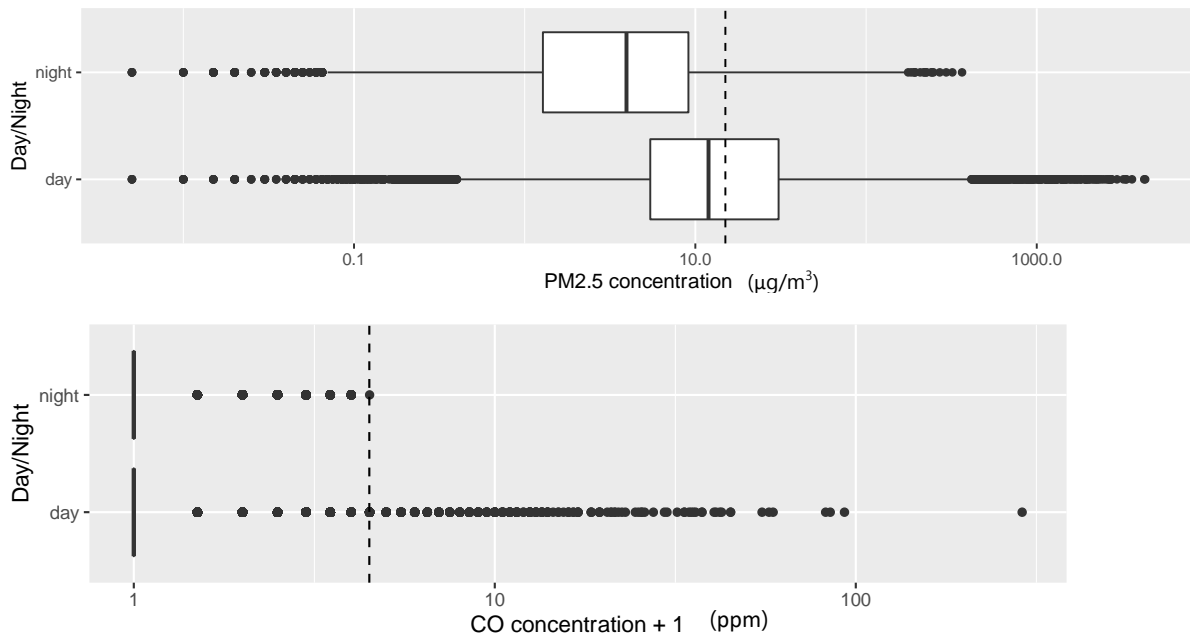 Day/Night
night
day
0.1
10.0
1000.0
PM2.5 concentration (μg/m³)
Day/Night
night
day
1
10
100
CO concentration + 1 (ppm)